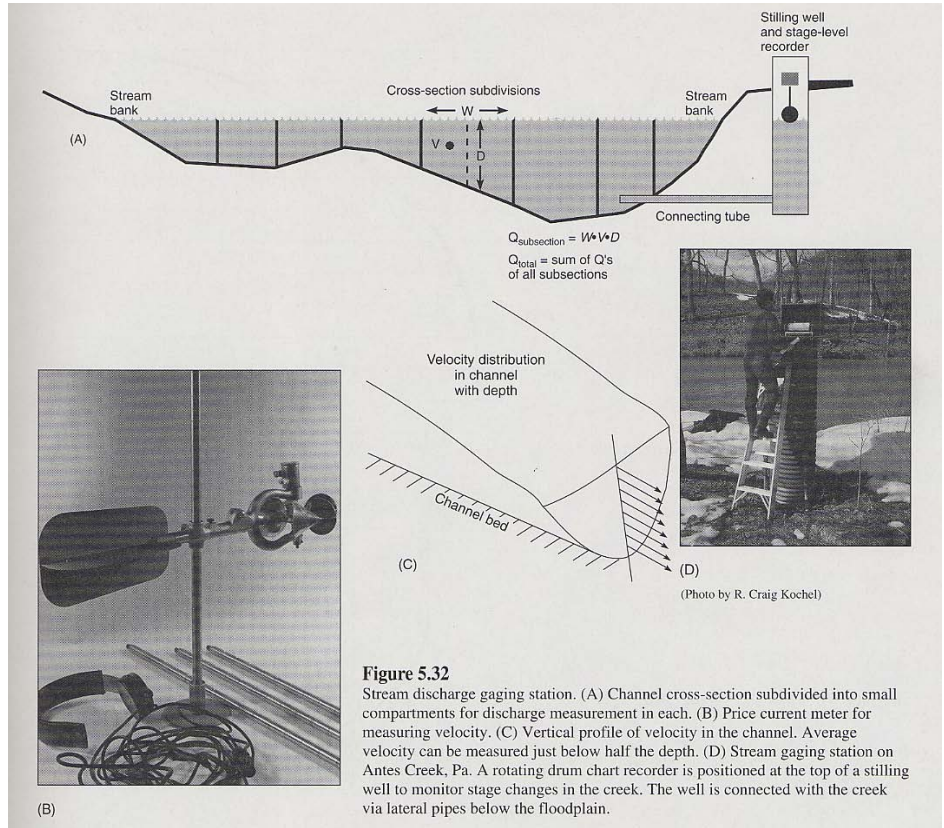 Stilling well
and stage-level
recorder
Cross-section subdivisions
Stream
bank
W
Stream
bank
(A)
V
D
Connecting tube
Qsubsection = W•V•D
Qtotal = sum of Q's
of all subsections
Velocity distribution
in channel
with depth
Channel bed
(C)
(D)
(Photo by R. Craig Kochel)
(B)
Figure 5.32
Stream discharge gaging station. (A) Channel cross-section subdivided into small
compartments for discharge measurement in each. (B) Price current meter for
measuring velocity. (C) Vertical profile of velocity in the channel. Average
velocity can be measured just below half the depth. (D) Stream gaging station on
Antes Creek, Pa. A rotating drum chart recorder is positioned at the top of a stilling
well to monitor stage changes in the creek. The well is connected with the creek
via lateral pipes below the floodplain.